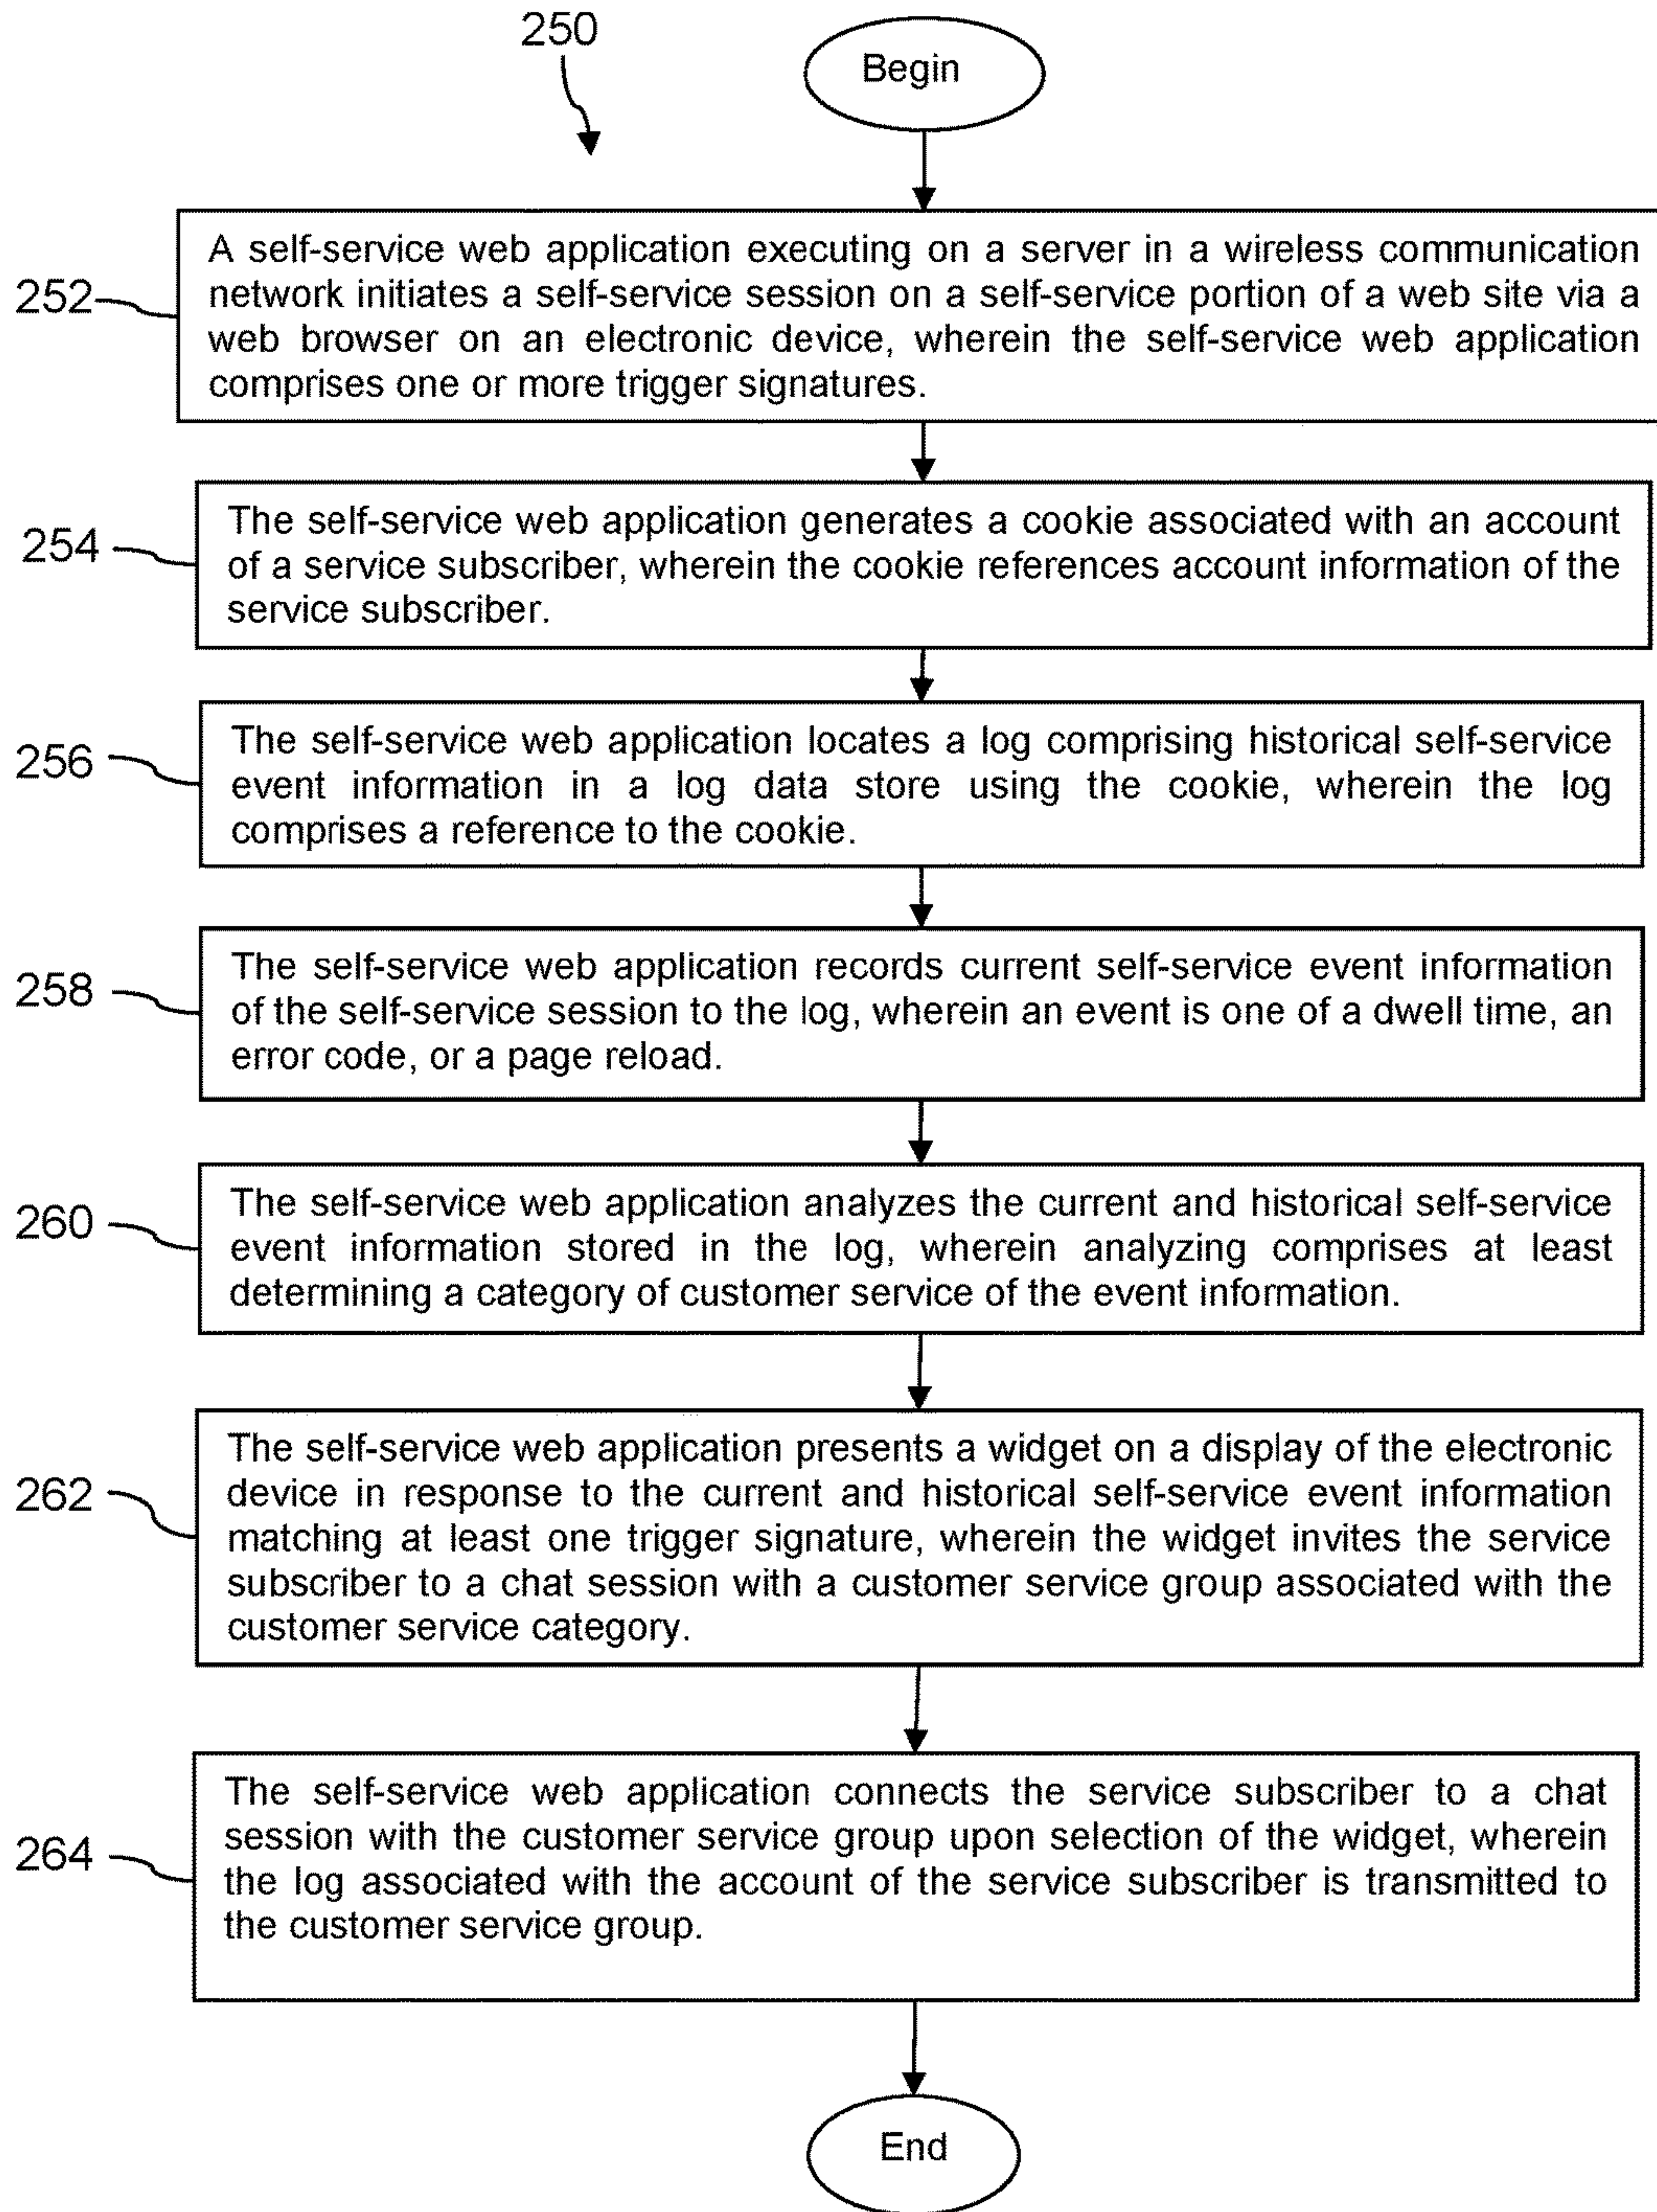 250
Begin
252
A self-service web application executing on a server in a wireless communication
network initiates a self-service session on a self-service portion of a web site via a
web browser on an electronic device, wherein the self-service web application
comprises one or more trigger signatures.
254
The self-service web application generates a cookie associated with an account
of a service subscriber, wherein the cookie references account information of the
service subscriber.
256
The self-service web application locates a log comprising historical self-service
event information in a log data store using the cookie, wherein the log
comprises a reference to the cookie.
258
The self-service web application records current self-service event information
of the self-service session to the log, wherein an event is one of a dwell time, an
error code, or a page reload.
260
The self-service web application analyzes the current and historical self-service
event information stored in the log, wherein analyzing comprises at least
determining a category of customer service of the event information.
262
The self-service web application presents a widget on a display of the electronic
device in response to the current and historical self-service event information
matching at least one trigger signature, wherein the widget invites the service
subscriber to a chat session with a customer service group associated with the
customer service category.
264
The self-service web application connects the service subscriber to a chat
session with the customer service group upon selection of the widget, wherein
the log associated with the account of the service subscriber is transmitted to
the customer service group.
End